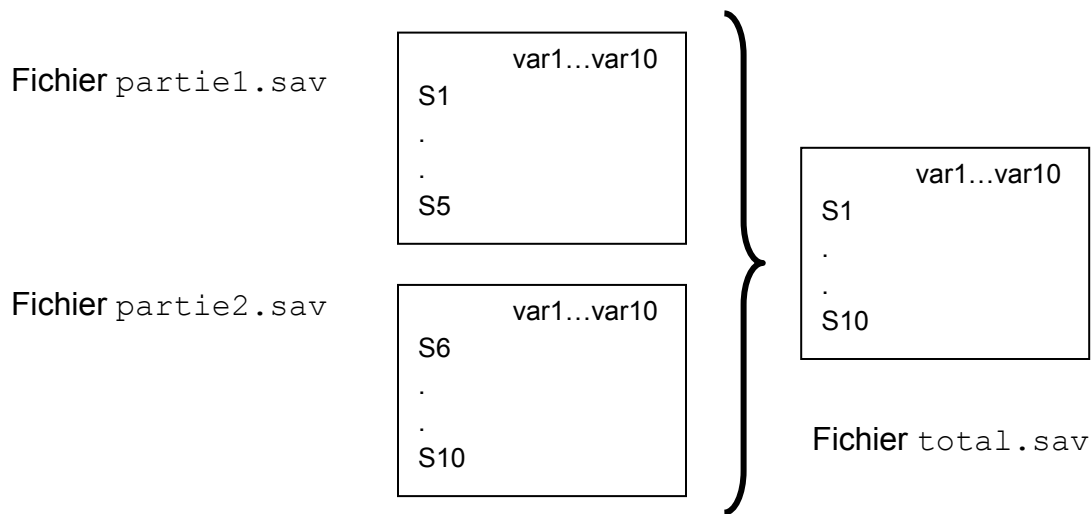 Fichier partie1.sav
var1…var10
S1
.
.
S5
Fichier partie2.sav
var1…var10
S6
.
.
S10
var1…var10
S1
.
.
S10
Fichier total.sav